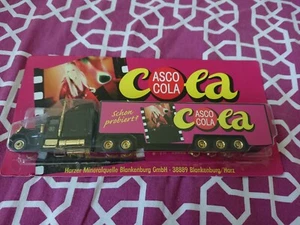 ASCO
COLA
Cola
Schon
probiert?
ASCO
COLA
Cola
Harzer Mineralquelle Blankenburg GmbH - 38889 Blankenburg/Harz